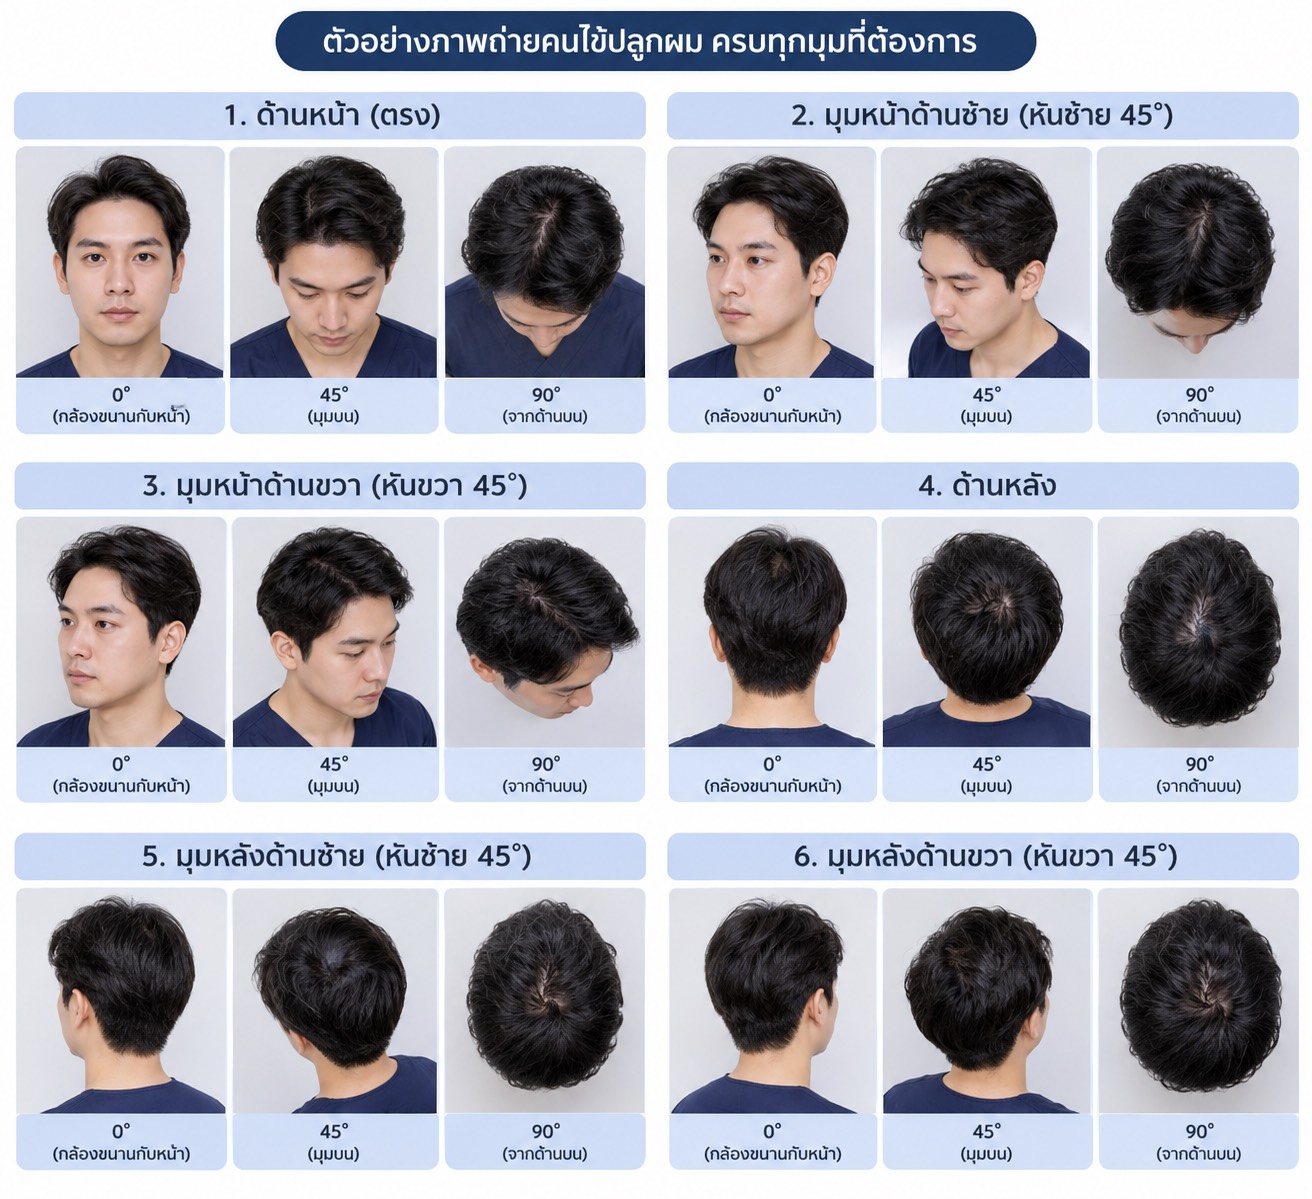 ตัวอย่างภาพถ่ายคนไข้ปลูกผม ครบทุกมุมที่ต้องการ
1. ด้านหน้า (ตรง)
0°
(กล้องขนานกับหน้า)
45°
(มุมบน)
90°
(จากด้านบน)
2. มุมหน้าด้านซ้าย (หันซ้าย 45°)
0°
(กล้องขนานกับหน้า)
45°
(มุมบน)
90°
(จากด้านบน)
3. มุมหน้าด้านขวา (หันขวา 45°)
0°
(กล้องขนานกับหน้า)
45°
(มุมบน)
90°
(จากด้านบน)
4. ด้านหลัง
0°
(กล้องขนานกับหน้า)
45°
(มุมบน)
90°
(จากด้านบน)
5. มุมหลังด้านซ้าย (หันซ้าย 45°)
0°
(กล้องขนานกับหน้า)
45°
(มุมบน)
90°
(จากด้านบน)
6. มุมหลังด้านขวา (หันขวา 45°)
0°
(กล้องขนานกับหน้า)
45°
(มุมบน)
90°
(จากด้านบน)